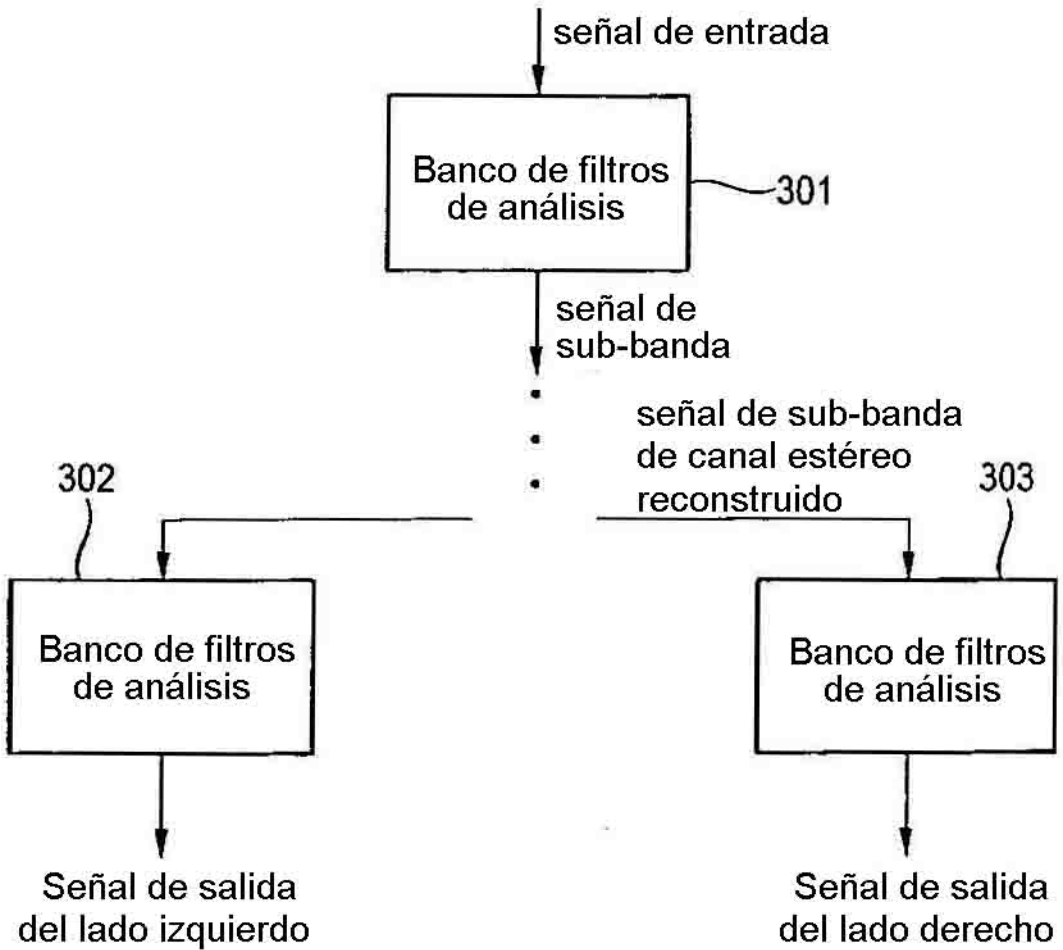 señal de entrada
Banco de filtros
de análisis
301
señal de
sub-banda
señal de sub-banda
de canal estéreo
reconstruido
302
303
Banco de filtros
de análisis
Banco de filtros
de análisis
Señal de salida
del lado izquierdo
Señal de salida
del lado derecho